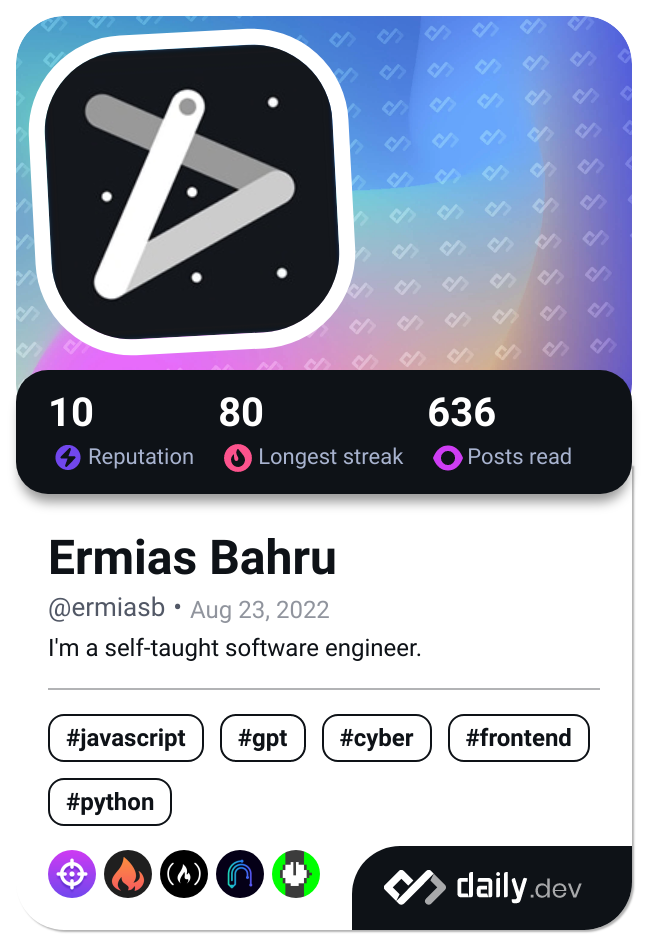 10 80 636
Reputation Longest streak Posts read
Ermias Bahru
@ermiasb • Aug 23, 2022
I'm a self-taught software engineer.
#javascript #gpt #cyber #frontend
#python
daily.dev